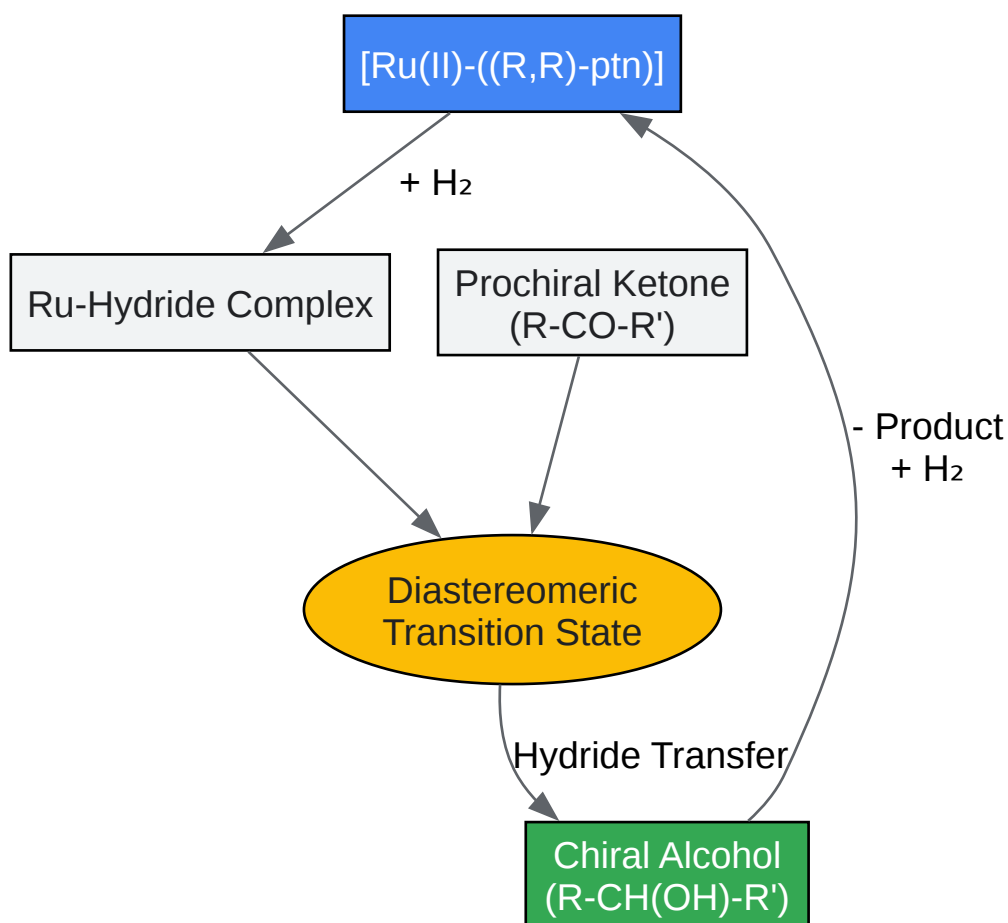 [Ru(II)-((R,R)-ptn)]
+ H₂
Ru-Hydride Complex
Prochiral Ketone
(R-CO-R')
- Product
+ H₂
Diastereomeric
Transition State
Hydride Transfer
Chiral Alcohol
(R-CH(OH)-R')